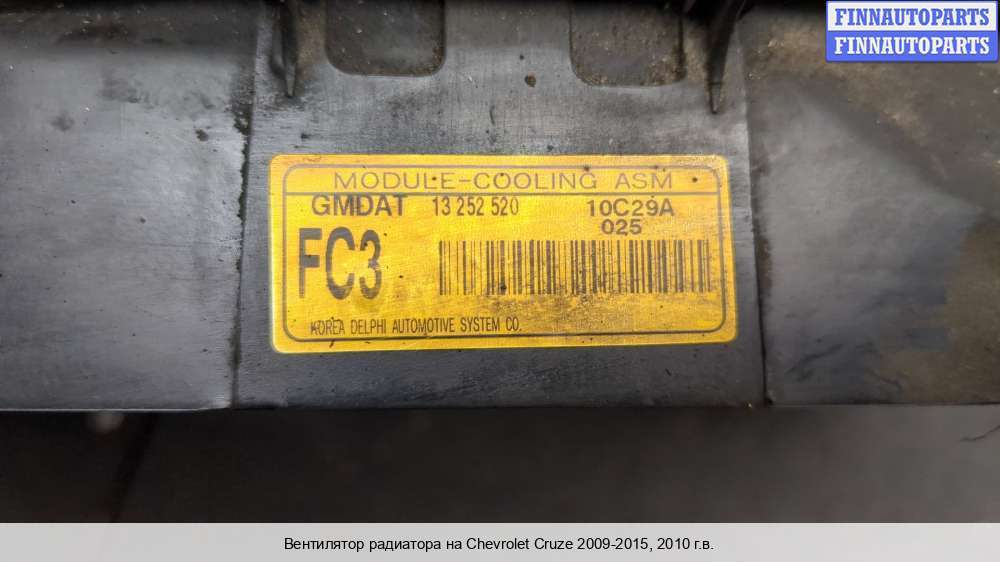 FINNAUTOPARTS
FINNAUTOPARTS
MODULE-COOLING ASM
GMDAT 13 252 520 10C29A
025
FC3
KOREA DELPHI AUTOMOTIVE SYSTEM CO.
Вентилятор радиатора на Chevrolet Cruze 2009-2015, 2010 г.в.